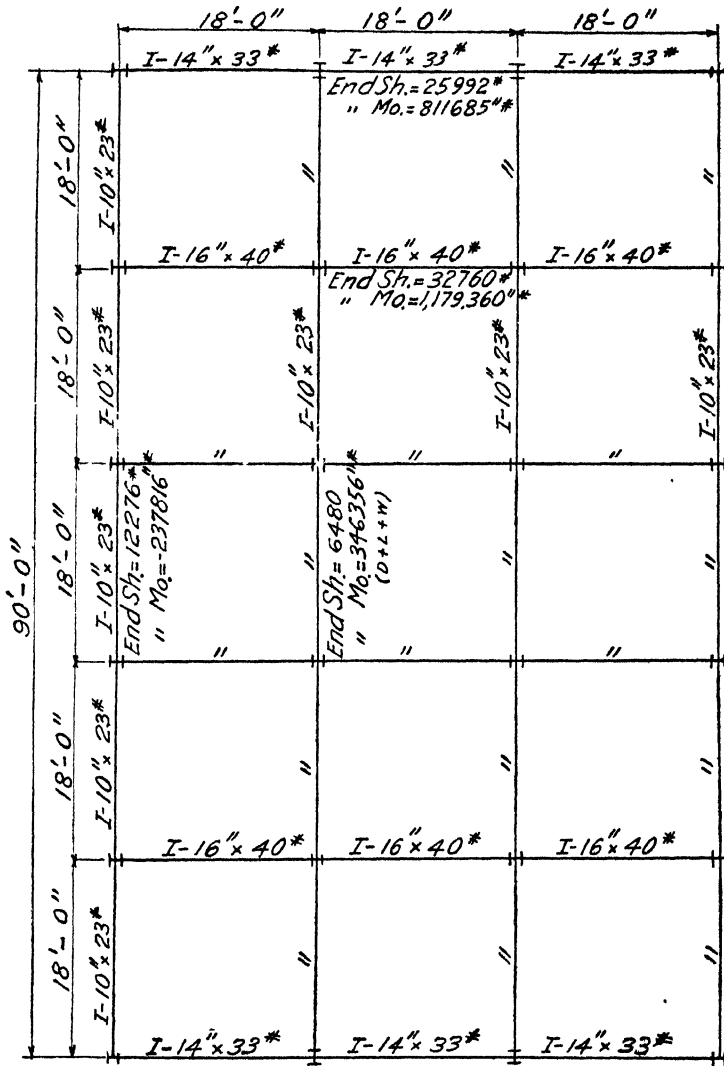 18'-0" 18'-0" 18'-0"
I-14"x 33# I-14"x 33# I-14"x 33#
End Sh.= 25992#
" Mo.= 811685"#
90'-0"
18'-0"
I-10"x 23#
"
"
"
I-16"x 40# I-16"x 40# I-16"x 40#
End Sh.= 32760#
" Mo.=1,179,360"#
18'-0"
I-10"x 23#
I-10"x 23#
I-10"x 23#
I-10"x 23#
" " "
18'-0"
I-10"x 23#
End Sh.= 12276#
" Mo.=-237816"#
End Sh.= 6480
" Mo.= 346356"#
(D+L+W)
"
"
" " "
18'-0"
I-10"x 23#
"
"
"
I-16"x 40# I-16"x 40# I-16"x 40#
18'-0"
I-10"x 23#
"
"
"
I-14"x 33# I-14"x 33# I-14"x 33#